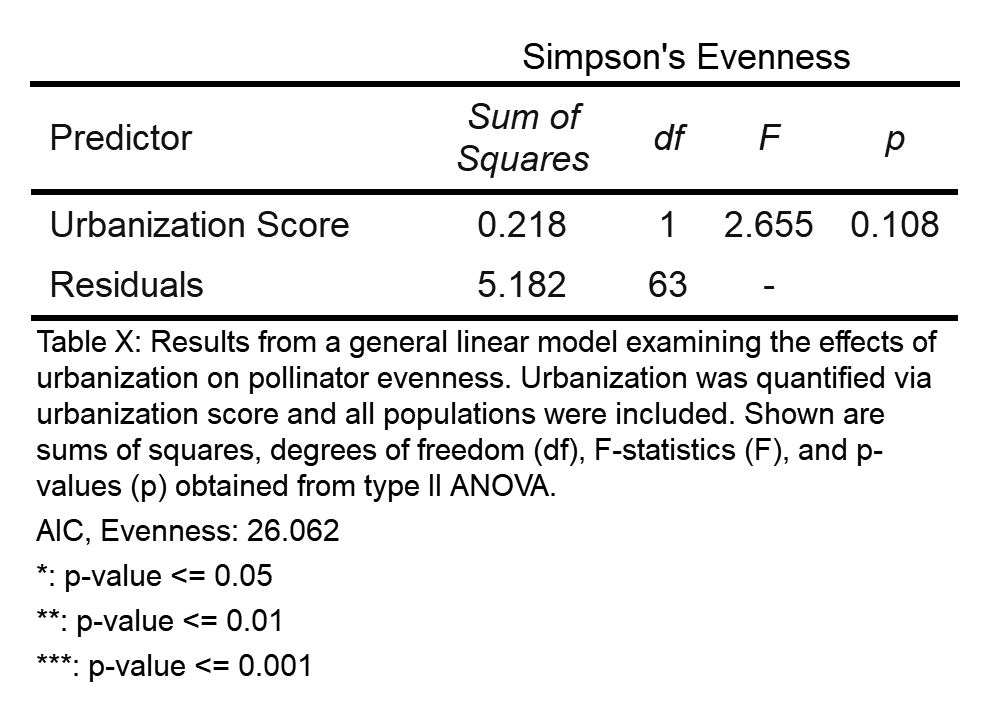 Simpson's Evenness
Predictor Sum of Squares df F p
Urbanization Score 0.218 1 2.655 0.108
Residuals 5.182 63 -
Table X: Results from a general linear model examining the effects of
urbanization on pollinator evenness. Urbanization was quantified via
urbanization score and all populations were included. Shown are
sums of squares, degrees of freedom (df), F-statistics (F), and p-
values (p) obtained from type II ANOVA.
AIC, Evenness: 26.062
*: p-value <= 0.05
**: p-value <= 0.01
***: p-value <= 0.001